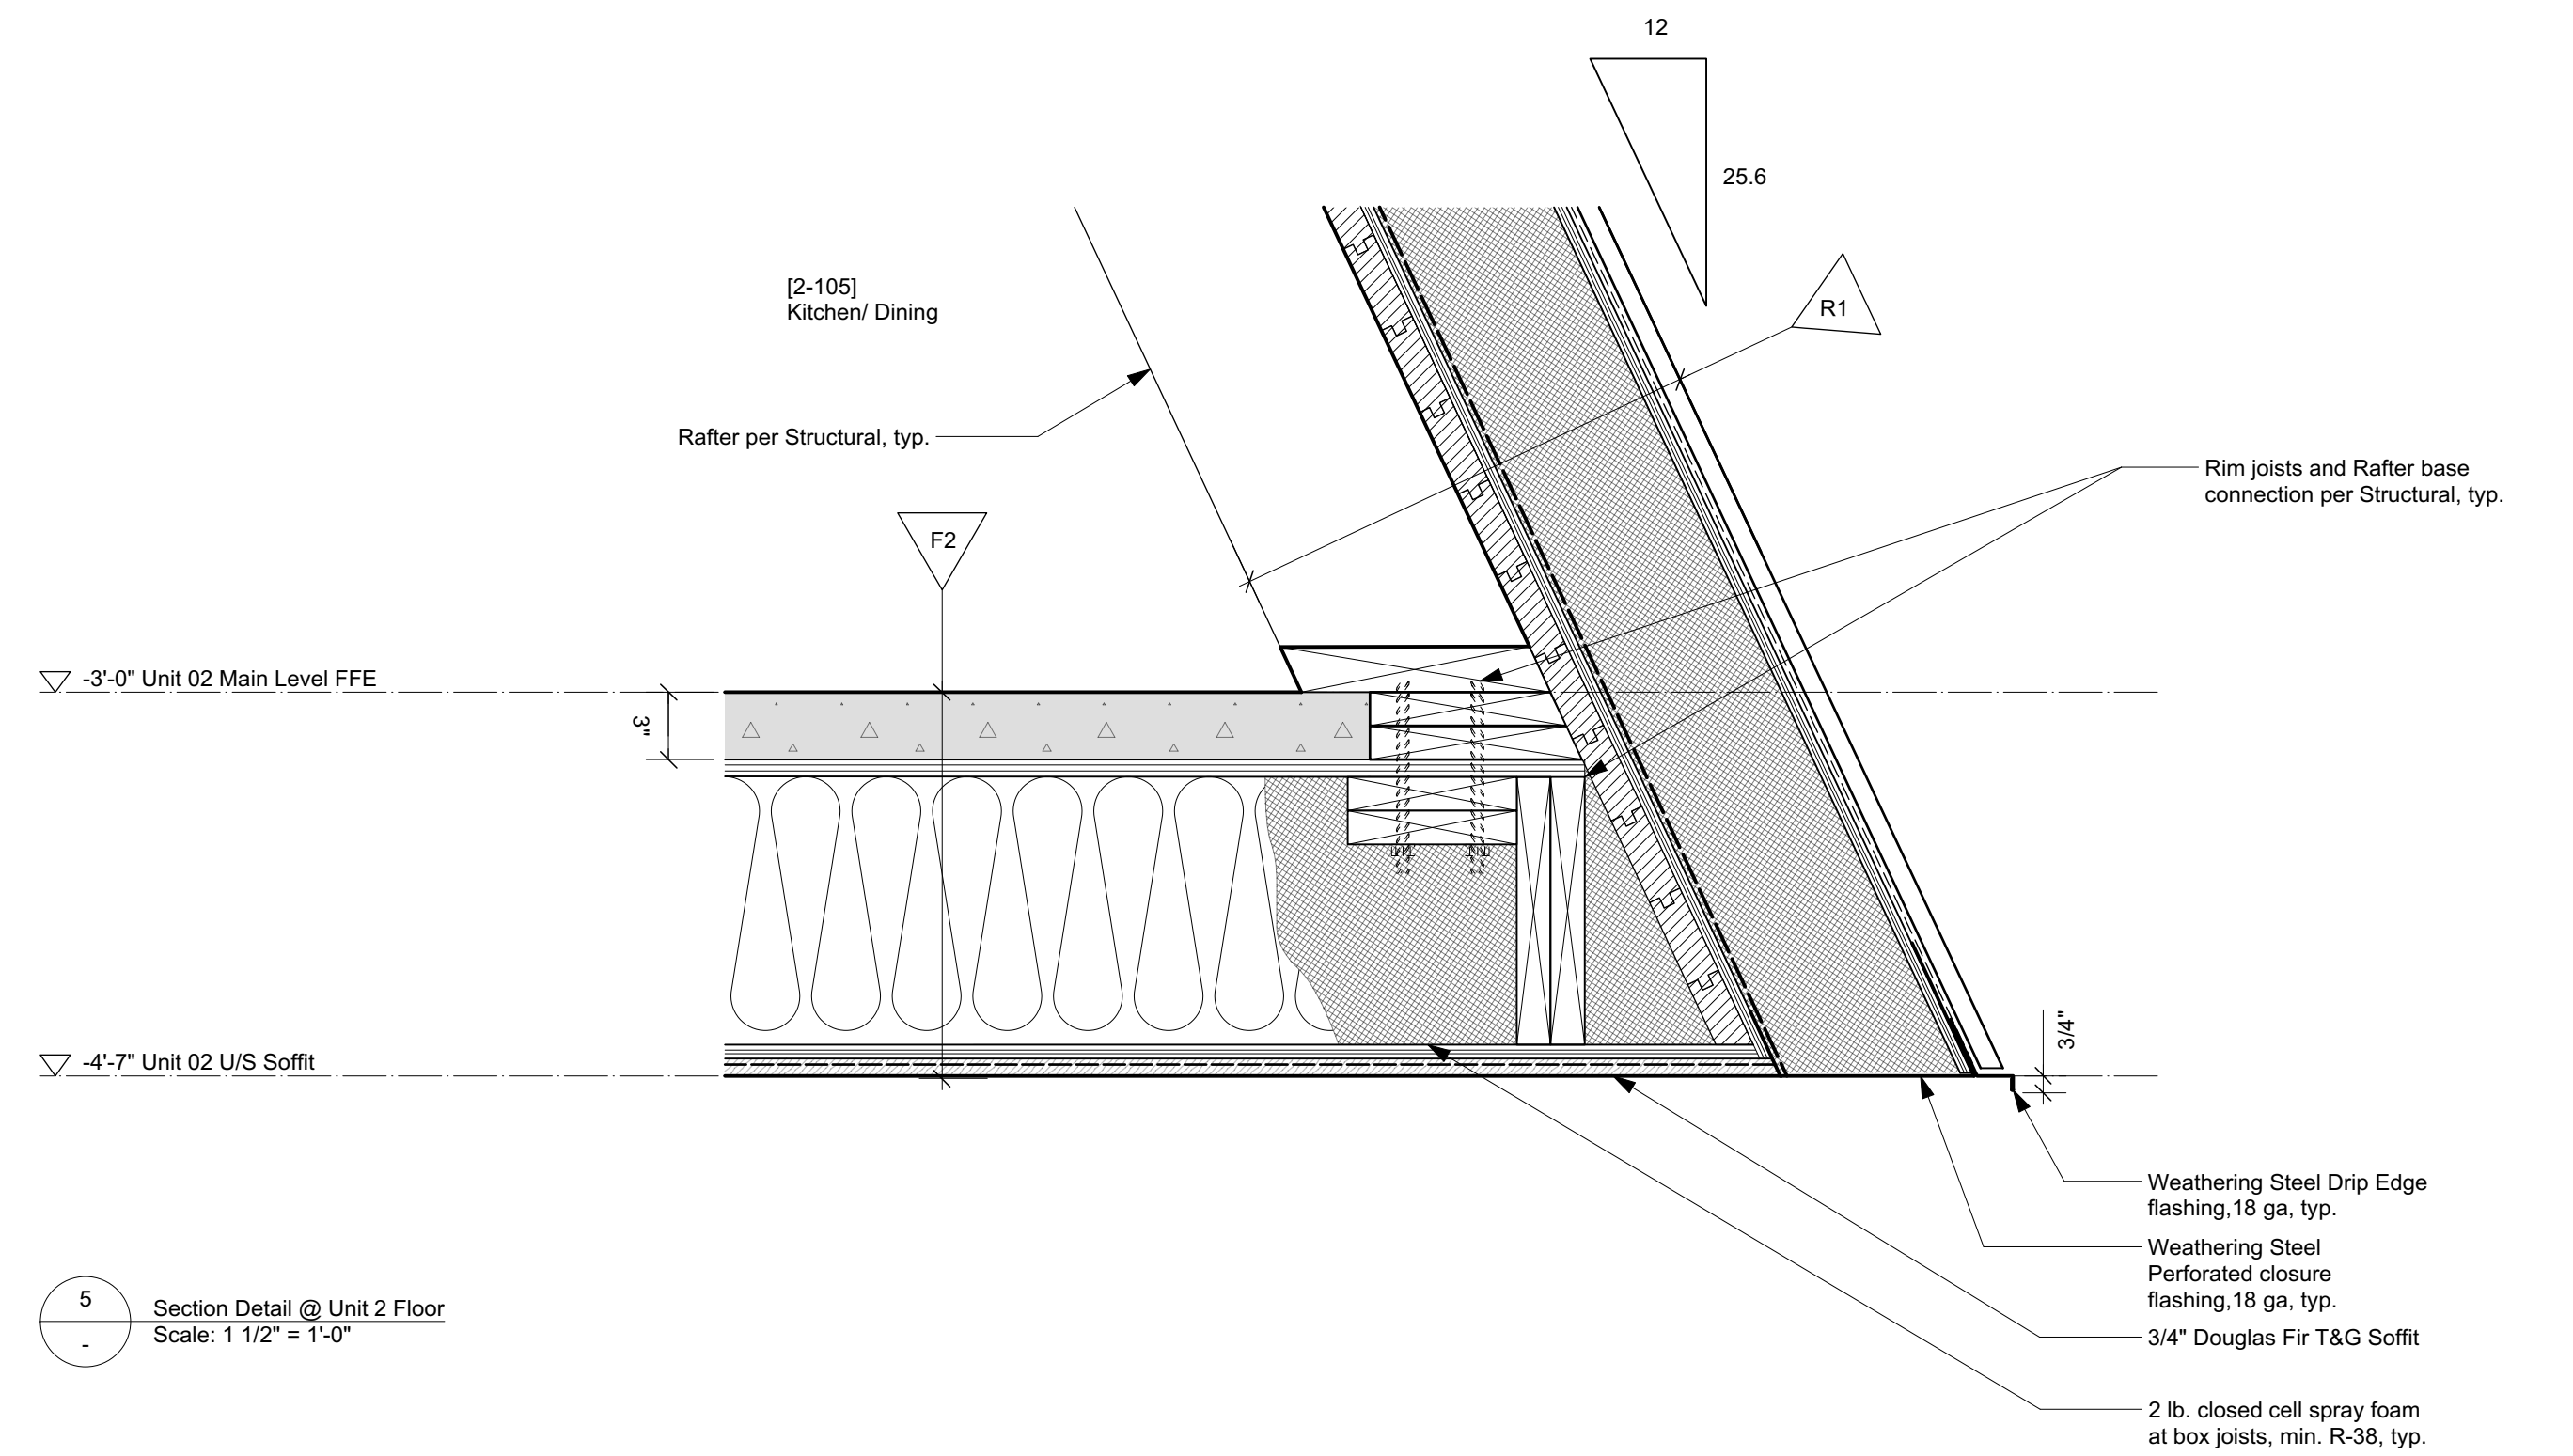 12
25.6
[2-105]
Kitchen/ Dining
R1
Rafter per Structural, typ.
Rim joists and Rafter base
connection per Structural, typ.
F2
-3'-0" Unit 02 Main Level FFE
3"
-4'-7" Unit 02 U/S Soffit
3/4"
Weathering Steel Drip Edge
flashing,18 ga, typ.
Weathering Steel
Perforated closure
flashing,18 ga, typ.
3/4" Douglas Fir T&G Soffit
2 lb. closed cell spray foam
at box joists, min. R-38, typ.
5
-
Section Detail @ Unit 2 Floor
Scale: 1 1/2" = 1'-0"